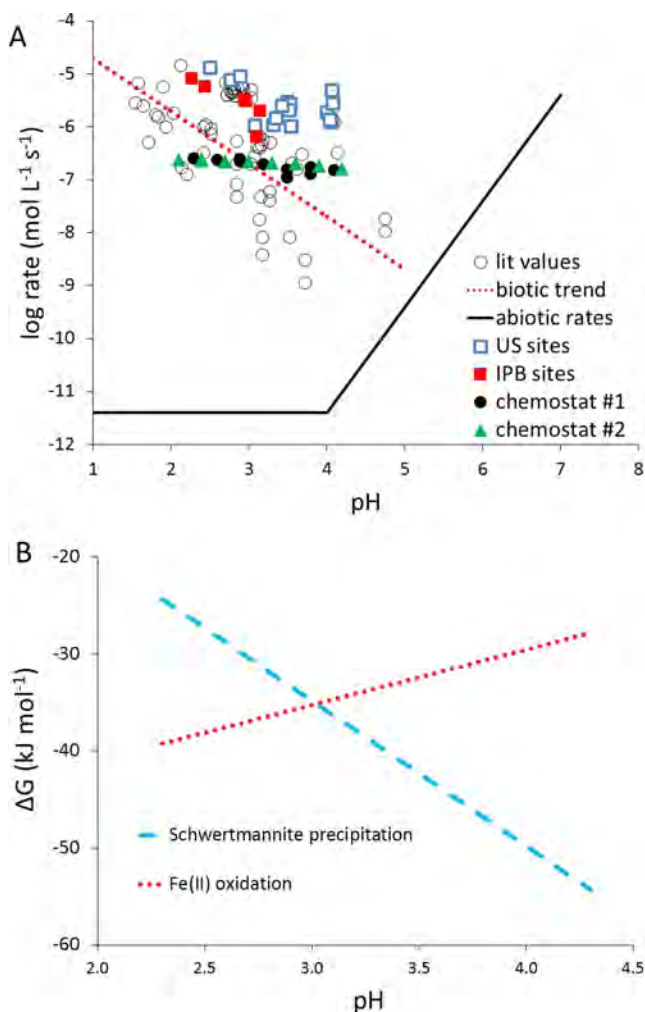 A
log rate (mol L⁻¹ s⁻¹)
-4
-5
-6
-7
-8
-9
-10
-11
-12
lit values
biotic trend
abiotic rates
US sites
IPB sites
chemostat #1
chemostat #2
1 2 3 4 5 6 7 8
pH
B
ΔG (kJ mol⁻¹)
-20
-30
-40
-50
-60
Schwertmannite precipitation
Fe(II) oxidation
2.0 2.5 3.0 3.5 4.0 4.5
pH